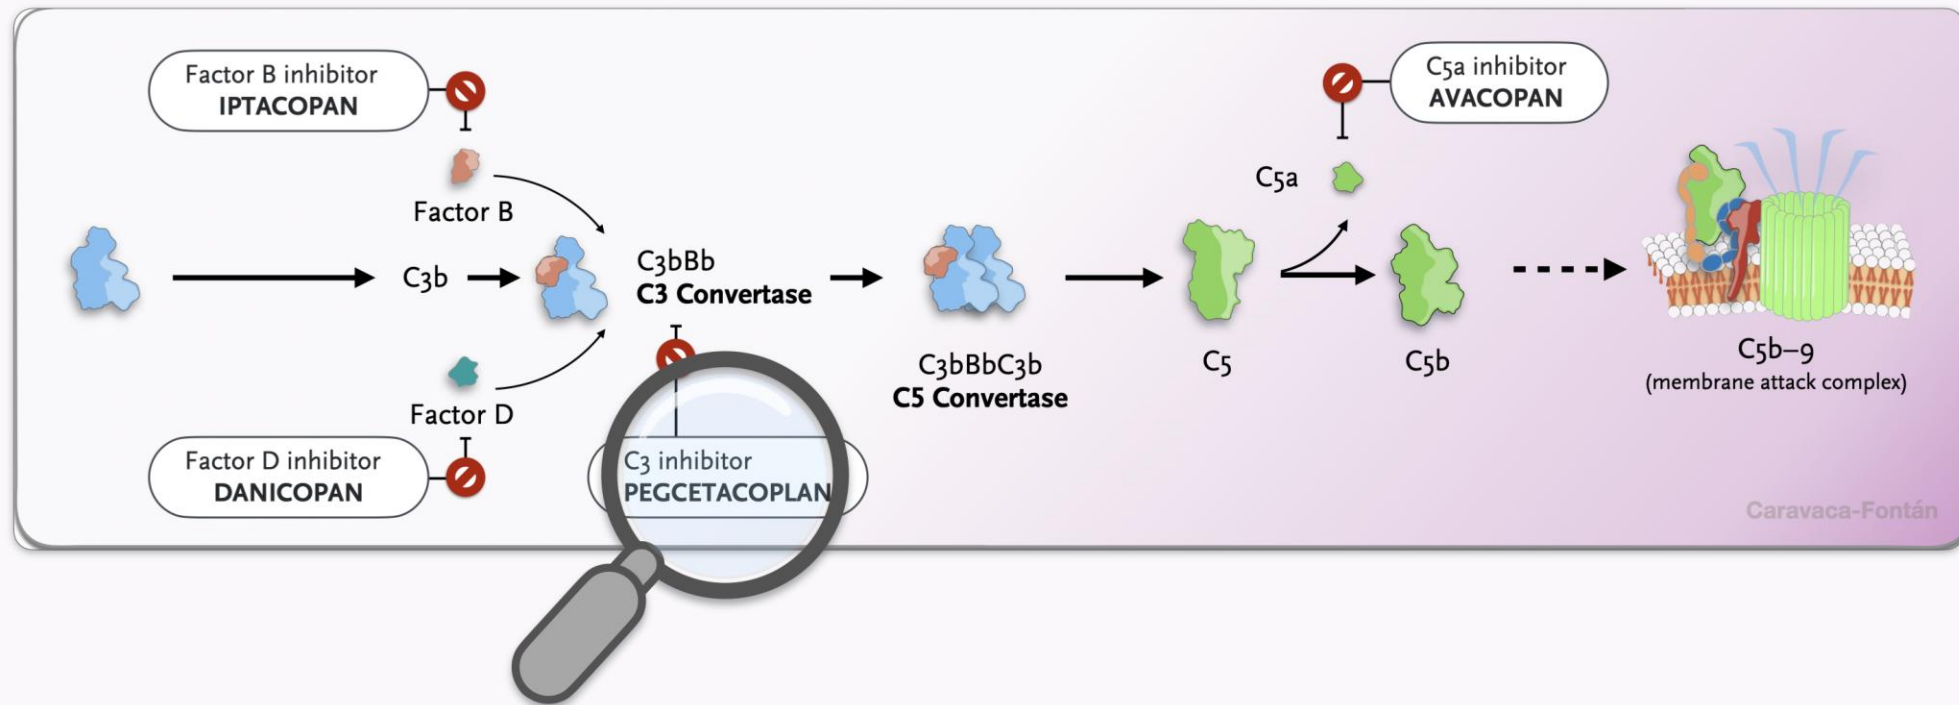 Factor B inhibitor
IPTACOPAN
Factor B
C3b
C3bBb
C3 Convertase
Factor D
Factor D inhibitor
DANICOPAN
C3 inhibitor
PEGCETACOPLAN
C3bBbC3b
C5 Convertase
C5
C5a inhibitor
AVACOPAN
C5a
C5b
C5b–9
(membrane attack complex)
Caravaca-Fontán